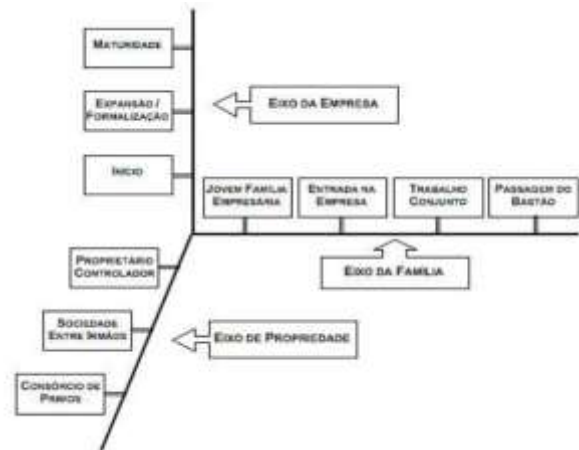 MATURIDADE
EXPANSÃO /
FORMALIZAÇÃO
EIXO DA EMPRESA
INÍCIO
JOVEM FAMÍLIA
EMPRESÁRIA
ENTRADA NA
EMPRESA
TRABALHO
CONJUNTO
PASSAGEM DO
BASTÃO
PROPRIETÁRIO
CONTROLADOR
EIXO DA FAMÍLIA
SOCIEDADE
ENTRE IRMÃOS
EIXO DE PROPRIEDADE
CONSÓRCIO DE
PRIMOS